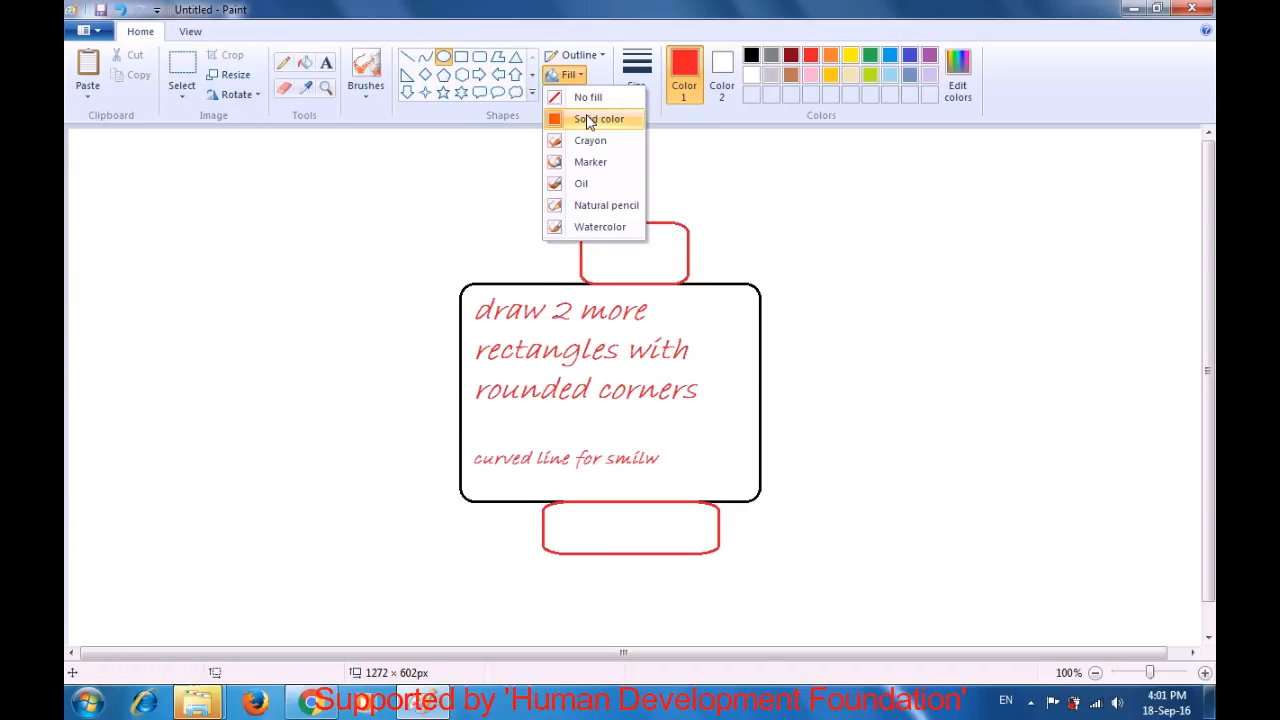 Untitled - Paint
Home
View
Paste
Cut
Copy
Clipboard
Select
Crop
Resize
Rotate
Image
Tools
Brushes
Shapes
Outline
Fill
No fill
Solid color
Crayon
Marker
Oil
Natural pencil
Watercolor
Color
1
Color
2
Edit
colors
Colors
draw 2 more
rectangles with
rounded corners
curved line for smilw
1272 × 602px
100%
EN
4:01 PM
18-Sep-16
Supported by 'Human Development Foundation'